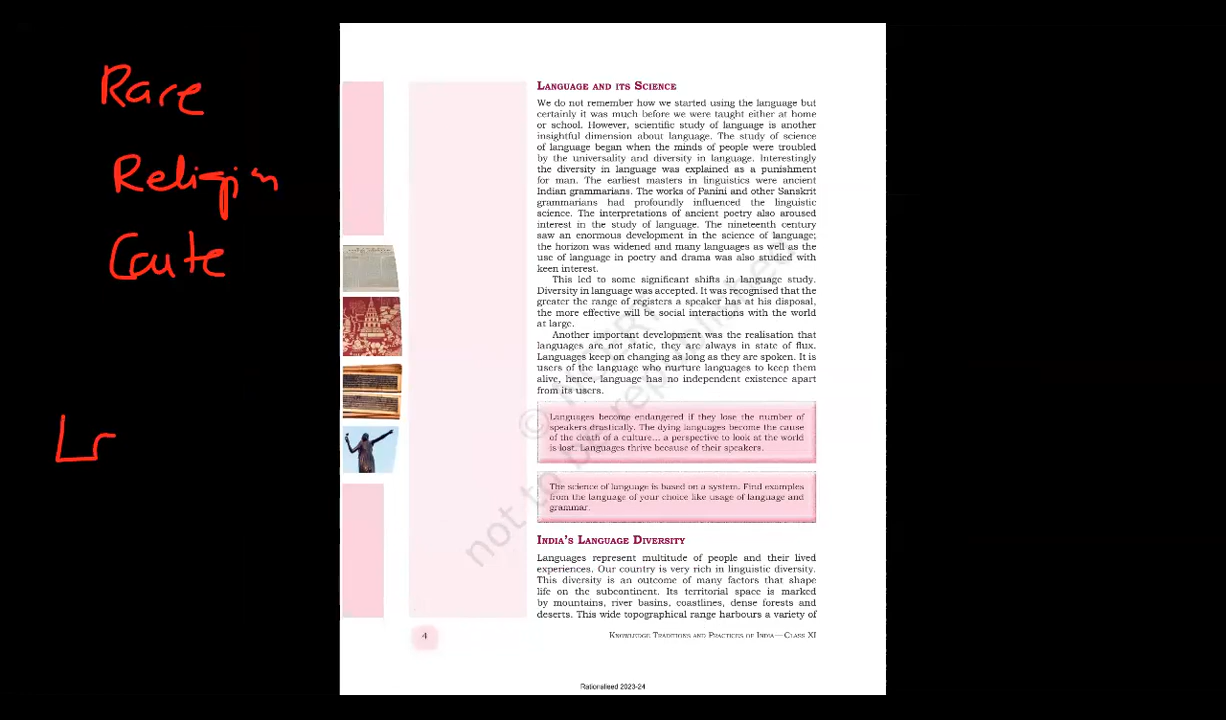 Race
Religion
Caste
LANGUAGE AND ITS SCIENCE
We do not remember how we started using the language but
certainly it was much before we were taught either at home
or school. However, scientific study of language is another
insightful dimension about language. The study of science
of language began when the minds of people were troubled
by the universality and diversity in language. Interestingly
the diversity in language was explained as a punishment
for man. The earliest masters in linguistics were ancient
Indian grammarians. The works of Panini and other Sanskrit
grammarians had profoundly influenced the linguistic
science. The interpretations of ancient poetry also aroused
interest in the study of language. The nineteenth century
saw an enormous development in the science of language;
the horizon was widened and many languages as well as the
use of language in poetry and drama was also studied with
keen interest.
This led to some significant shifts in language study.
Diversity in language was accepted. It was recognised that the
greater the range of registers a speaker has at his disposal,
the more effective will be social interactions with the world
at large.
Another important development was the realisation that
languages are not static, they are always in state of flux.
Languages keep on changing as long as they are spoken. It is
users of the language who nurture languages to keep them
alive, hence, language has no independent existence apart
from its users.
Languages become endangered if they lose the number of
speakers drastically. The dying languages become the cause
of the death of a culture... a perspective to look at the world
is lost. Languages thrive because of their speakers.
The science of language is based on a system. Find examples
from the language of your choice like usage of language and
grammar.
INDIA'S LANGUAGE DIVERSITY
Languages represent multitude of people and their lived
experiences. Our country is very rich in linguistic diversity.
This diversity is an outcome of many factors that shape
life on the subcontinent. Its territorial space is marked
by mountains, river basins, coastlines, dense forests and
deserts. This wide topographical range harbours a variety of
4
KNOWLEDGE TRADITIONS AND PRACTICES OF INDIA—CLASS XI
Rationalised 2023-24
© NCERT
not to be republished